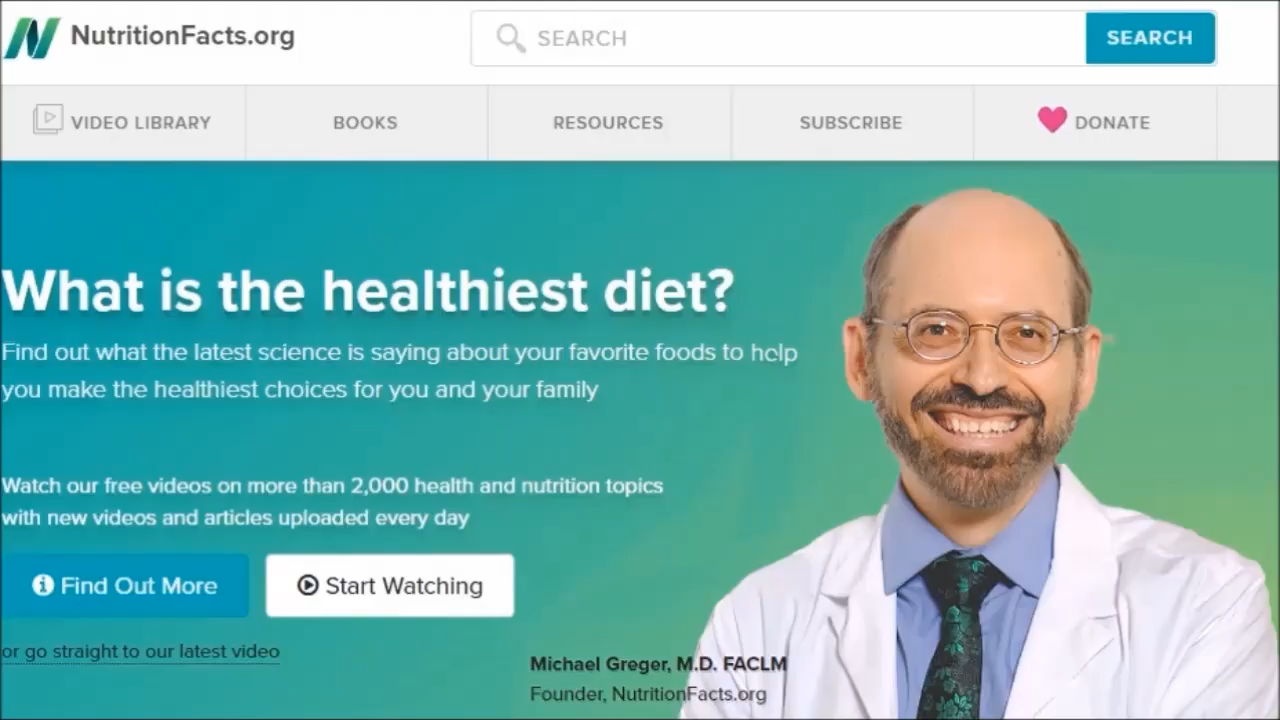 NutritionFacts.org
SEARCH
SEARCH
VIDEO LIBRARY
BOOKS
RESOURCES
SUBSCRIBE
DONATE
What is the healthiest diet?
Find out what the latest science is saying about your favorite foods to help
you make the healthiest choices for you and your family
Watch our free videos on more than 2,000 health and nutrition topics
with new videos and articles uploaded every day
Find Out More
Start Watching
or go straight to our latest video
Michael Greger, M.D. FACLM
Founder, NutritionFacts.org